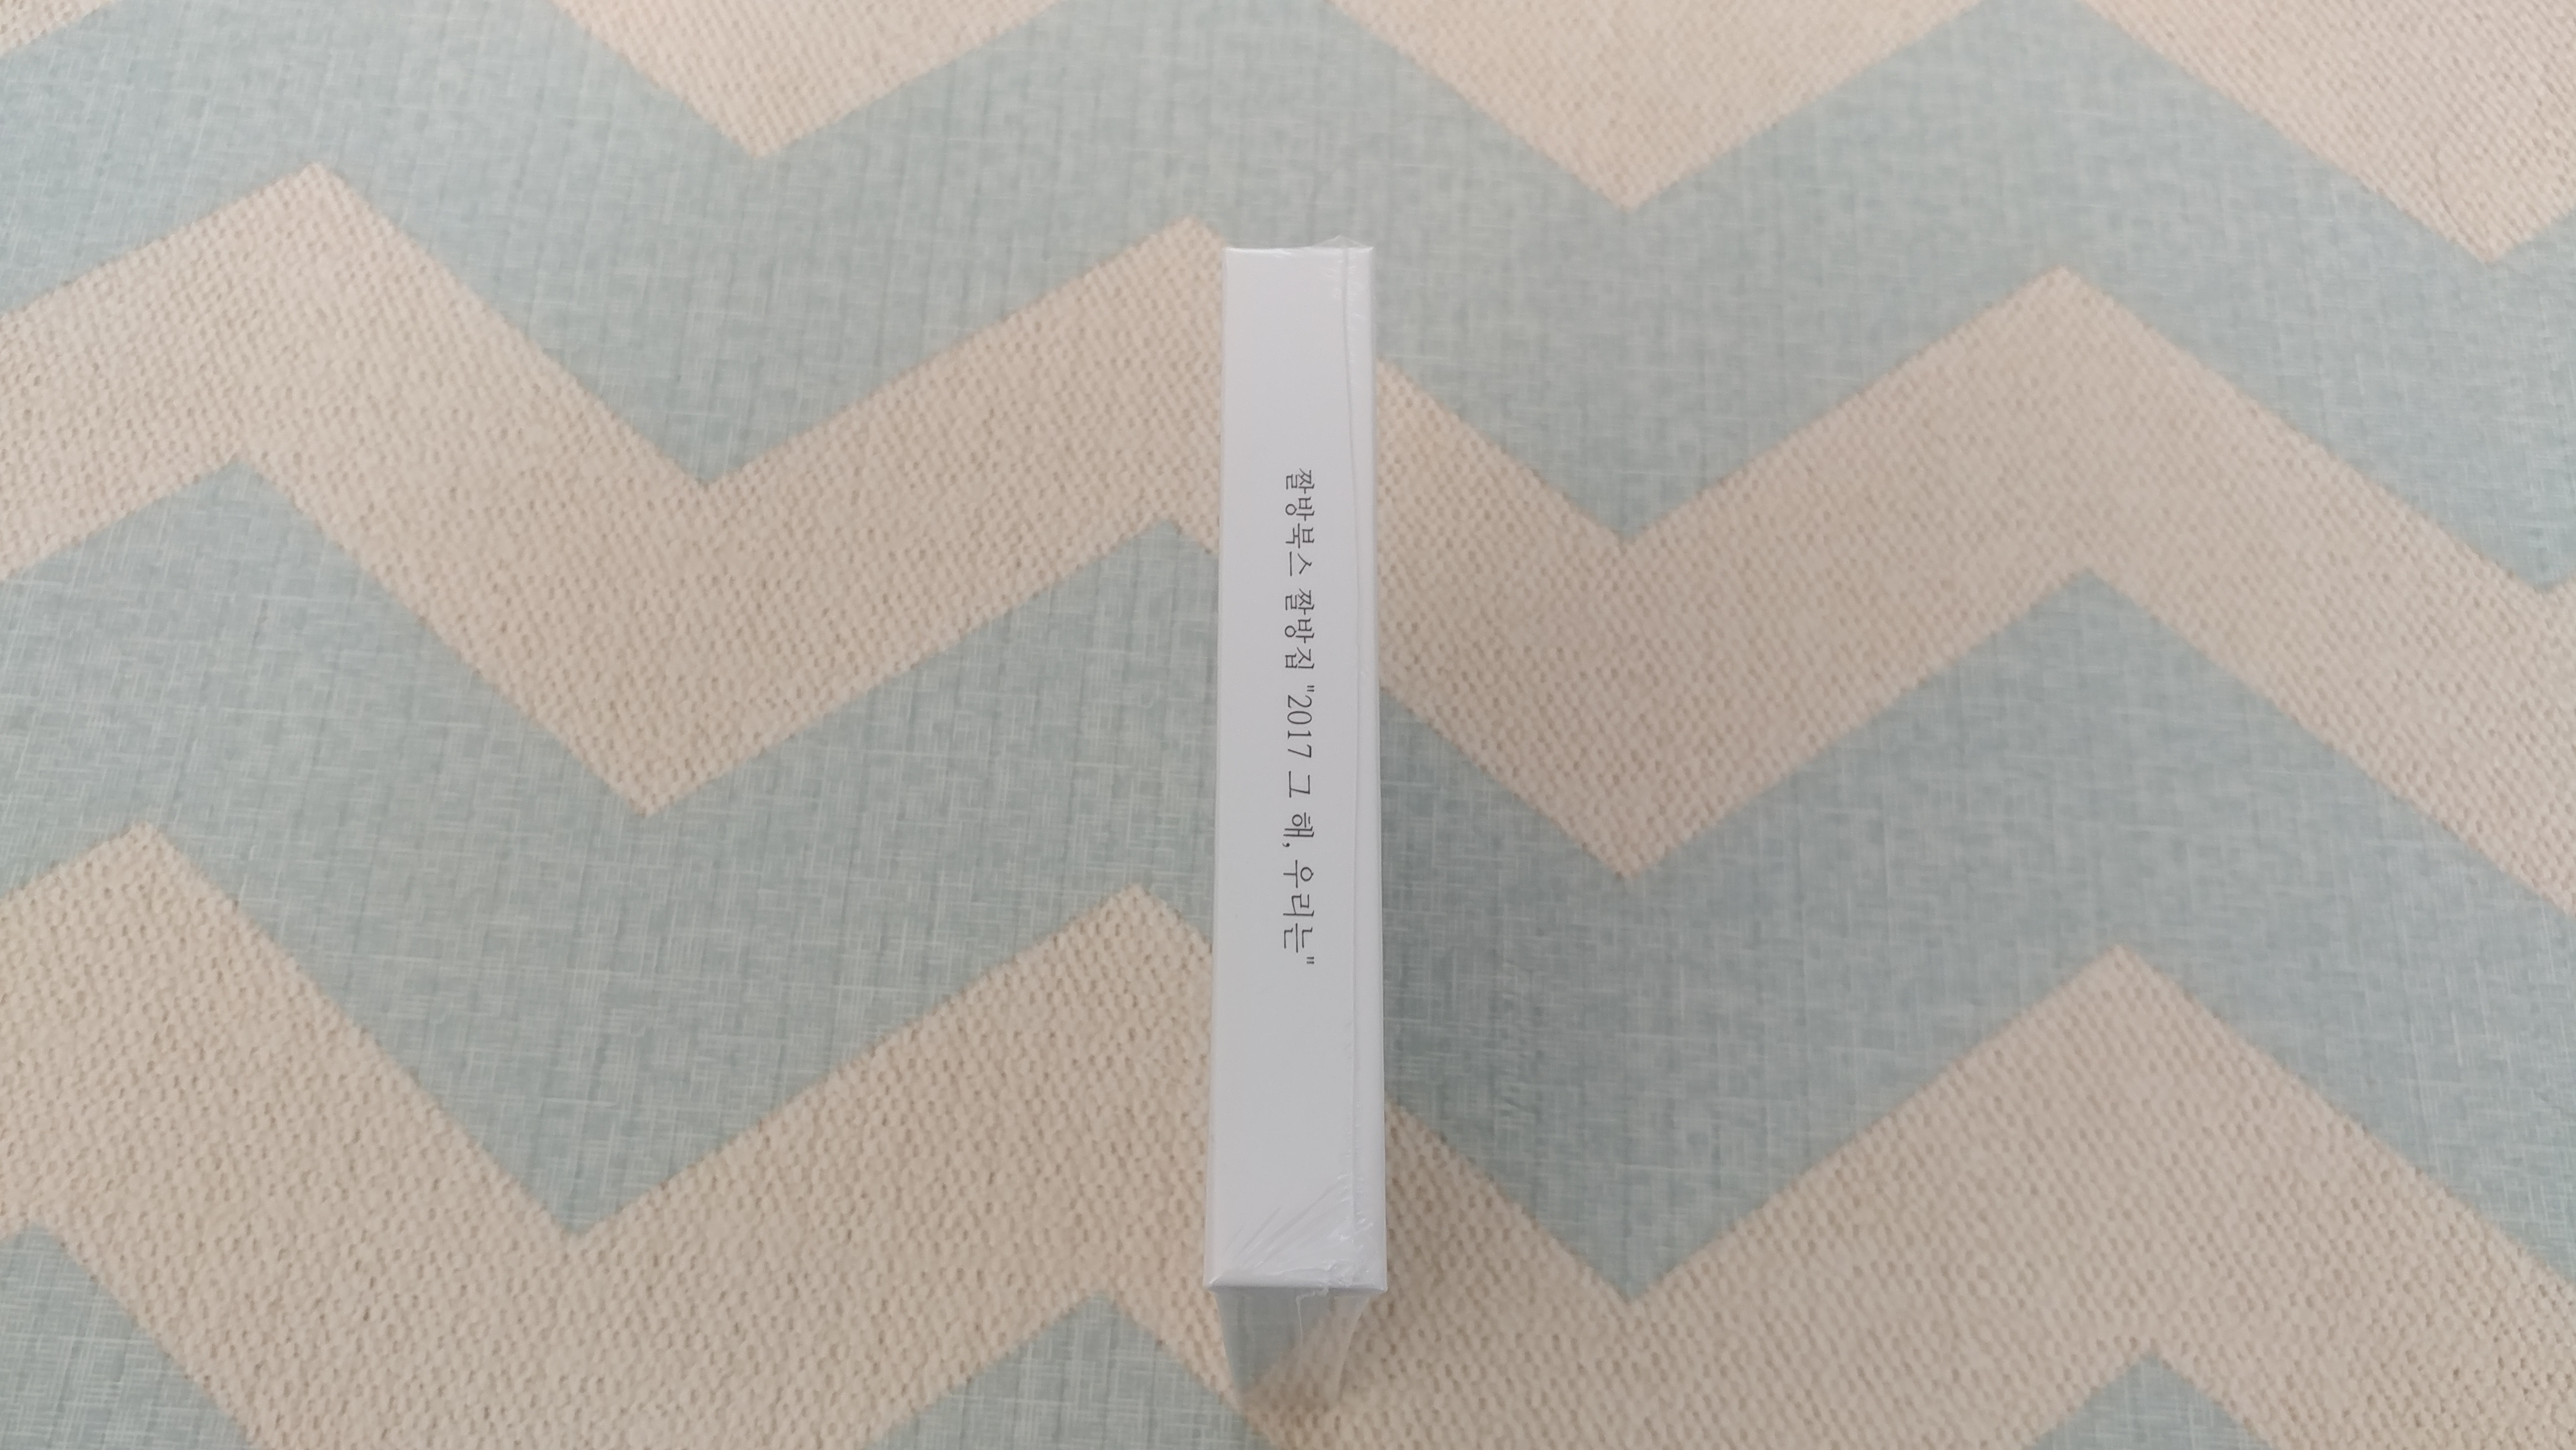 짤방북스 짤방집 "2017 그 해, 우리는"